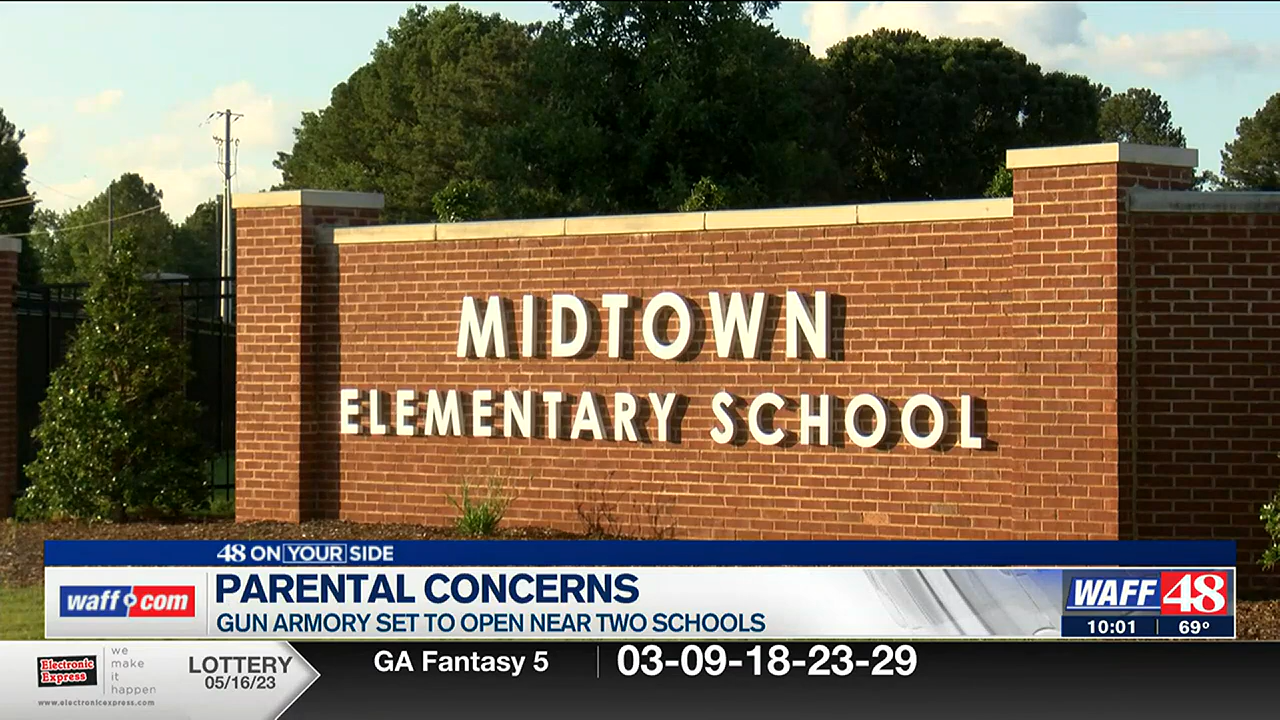 MIDTOWN
ELEMENTARY SCHOOL
48 ON YOUR SIDE
waff com
PARENTAL CONCERNS
GUN ARMORY SET TO OPEN NEAR TWO SCHOOLS
WAFF 48
10:01 69°
Electronic Express
we make it happen
www.electronicexpress.com
LOTTERY
05/16/23
GA Fantasy 5
03-09-18-23-29